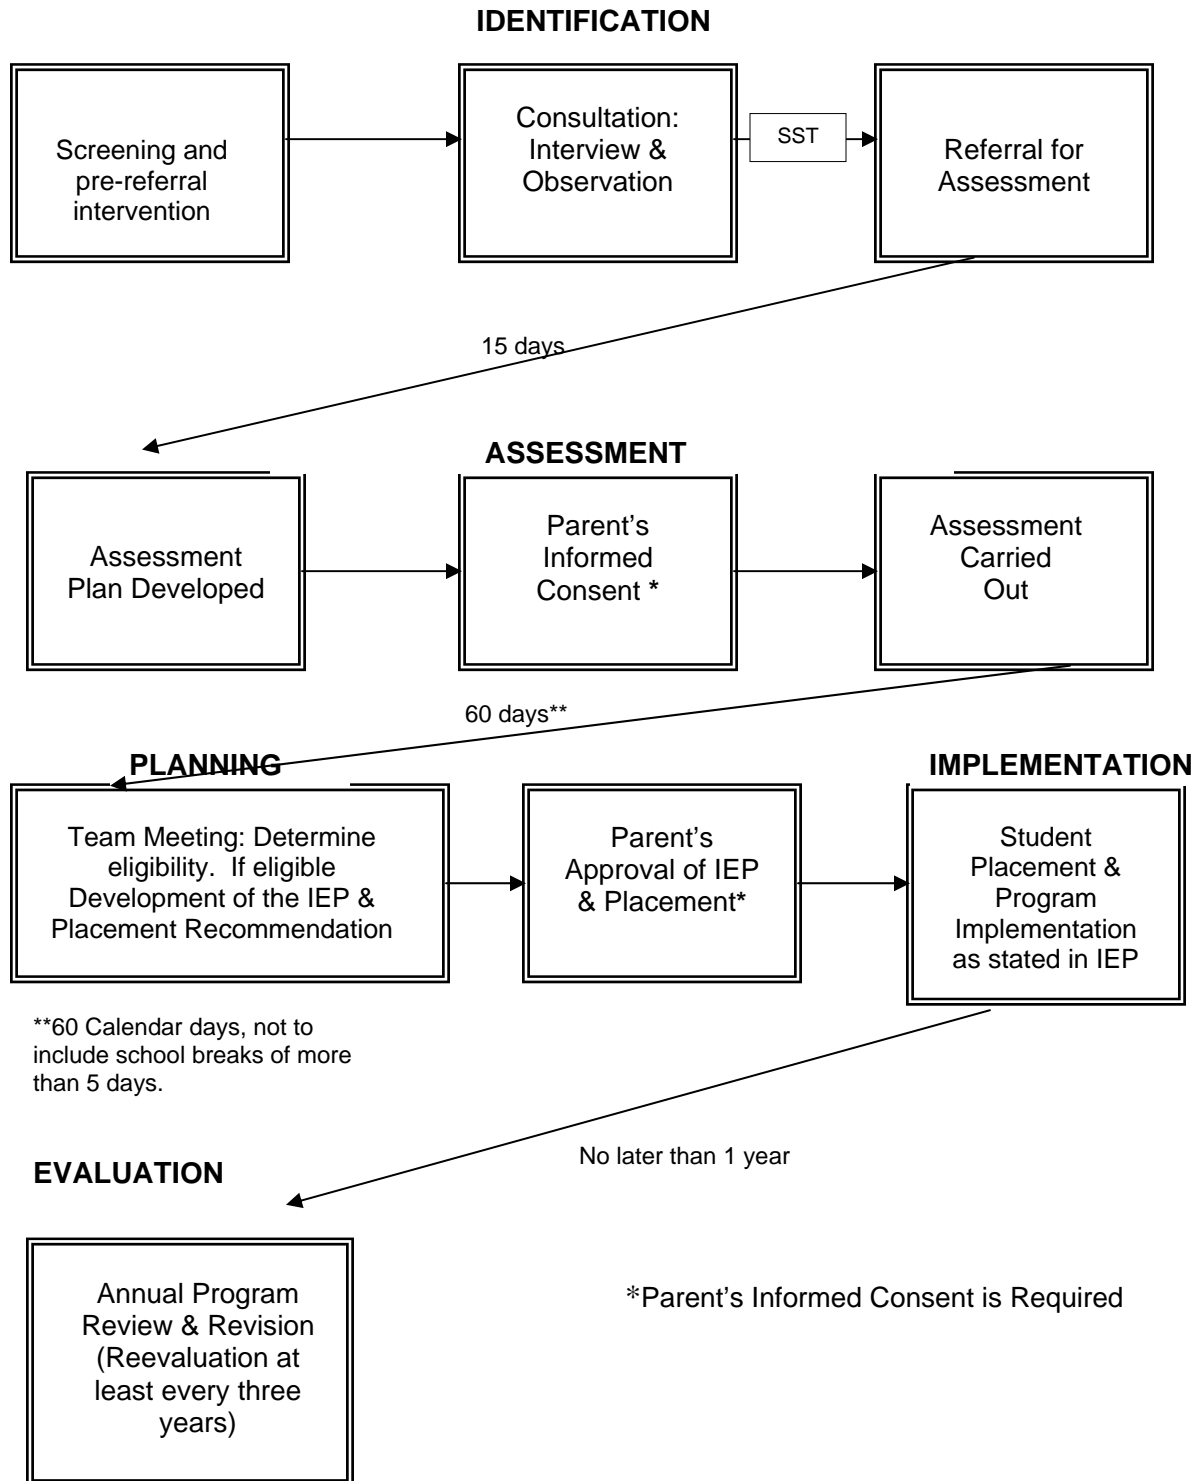 IDENTIFICATION
Screening and
pre-referral
intervention
Consultation:
Interview &
Observation
SST
Referral for
Assessment
15 days
ASSESSMENT
Assessment
Plan Developed
Parent’s
Informed
Consent *
Assessment
Carried
Out
60 days**
PLANNING
IMPLEMENTATION
Team Meeting: Determine
eligibility.  If eligible
Development of the IEP &
Placement Recommendation
Parent’s
Approval of IEP
& Placement*
Student
Placement &
Program
Implementation
as stated in IEP
**60 Calendar days, not to
include school breaks of more
than 5 days.
No later than 1 year
EVALUATION
Annual Program
Review & Revision
(Reevaluation at
least every three
years)
*Parent’s Informed Consent is Required